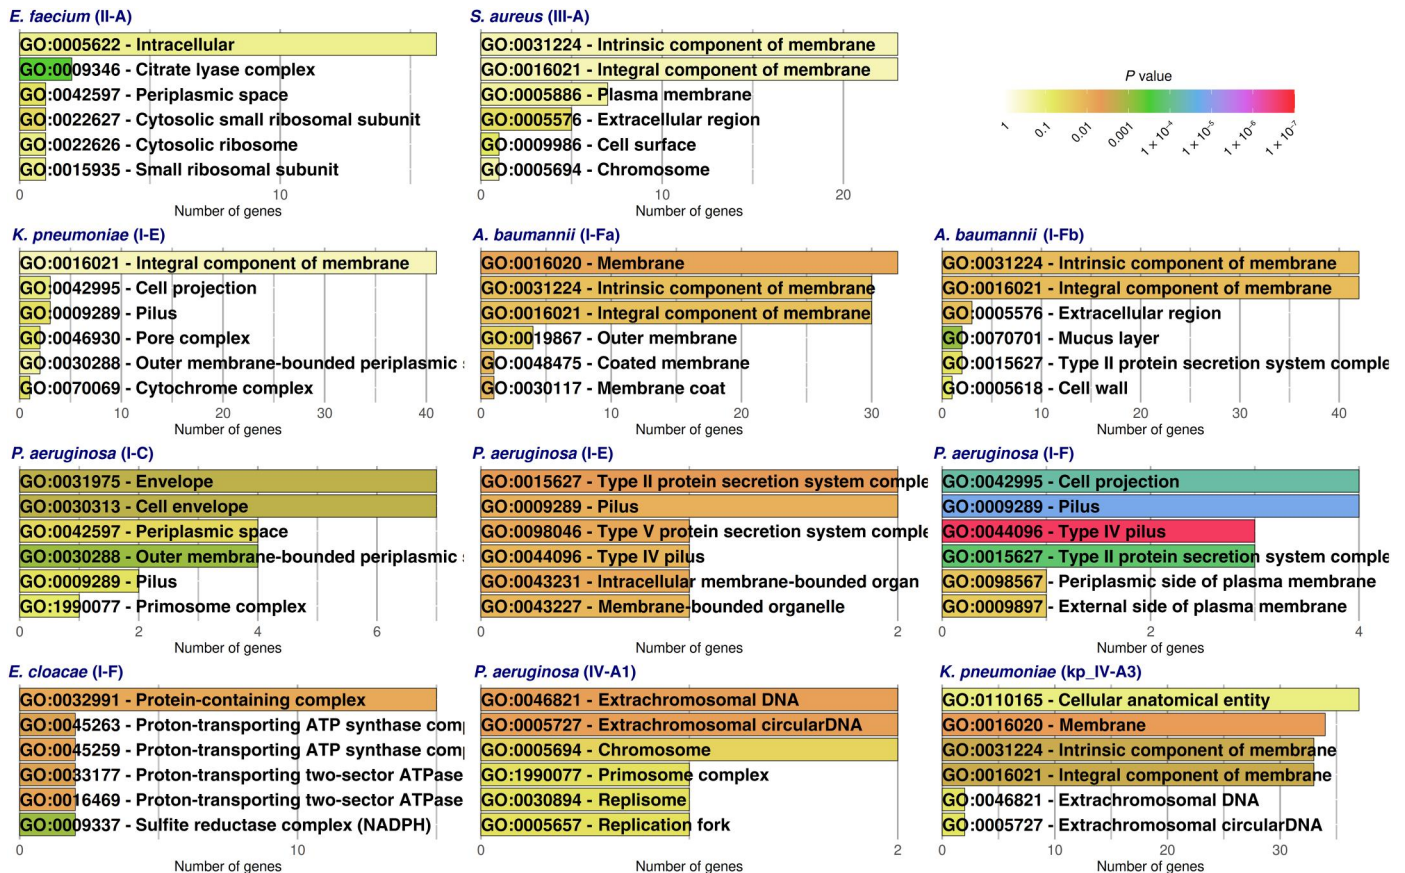 E. faecium (II-A)
GO:0005622 - Intracellular
GO:0009346 - Citrate lyase complex
GO:0042597 - Periplasmic space
GO:0022627 - Cytosolic small ribosomal subunit
GO:0022626 - Cytosolic ribosome
GO:0015935 - Small ribosomal subunit
0 10
Number of genes
S. aureus (III-A)
GO:0031224 - Intrinsic component of membrane
GO:0016021 - Integral component of membrane
GO:0005886 - Plasma membrane
GO:0005576 - Extracellular region
GO:0009986 - Cell surface
GO:0005694 - Chromosome
0 10 20
Number of genes
P value
1 0.1 0.01 0.001 1 × 10⁻⁴ 1 × 10⁻⁵ 1 × 10⁻⁶ 1 × 10⁻⁷
K. pneumoniae (I-E)
GO:0016021 - Integral component of membrane
GO:0042995 - Cell projection
GO:0009289 - Pilus
GO:0046930 - Pore complex
GO:0030288 - Outer membrane-bounded periplasmic
GO:0070069 - Cytochrome complex
0 10 20 30 40
Number of genes
A. baumannii (I-Fa)
GO:0016020 - Membrane
GO:0031224 - Intrinsic component of membrane
GO:0016021 - Integral component of membrane
GO:0019867 - Outer membrane
GO:0048475 - Coated membrane
GO:0030117 - Membrane coat
0 10 20 30
Number of genes
A. baumannii (I-Fb)
GO:0031224 - Intrinsic component of membrane
GO:0016021 - Integral component of membrane
GO:0005576 - Extracellular region
GO:0070701 - Mucus layer
GO:0015627 - Type II protein secretion system comple
GO:0005618 - Cell wall
0 10 20 30 40
Number of genes
P. aeruginosa (I-C)
GO:0031975 - Envelope
GO:0030313 - Cell envelope
GO:0042597 - Periplasmic space
GO:0030288 - Outer membrane-bounded periplasmic
GO:0009289 - Pilus
GO:1990077 - Primosome complex
0 2 4 6
Number of genes
P. aeruginosa (I-E)
GO:0015627 - Type II protein secretion system comple
GO:0009289 - Pilus
GO:0098046 - Type V protein secretion system comple
GO:0044096 - Type IV pilus
GO:0043231 - Intracellular membrane-bounded organ
GO:0043227 - Membrane-bounded organelle
0 2
Number of genes
P. aeruginosa (I-F)
GO:0042995 - Cell projection
GO:0009289 - Pilus
GO:0044096 - Type IV pilus
GO:0015627 - Type II protein secretion system comple
GO:0098567 - Periplasmic side of plasma membrane
GO:0009897 - External side of plasma membrane
0 2 4
Number of genes
E. cloacae (I-F)
GO:0032991 - Protein-containing complex
GO:0045263 - Proton-transporting ATP synthase com
GO:0045259 - Proton-transporting ATP synthase com
GO:0033177 - Proton-transporting two-sector ATPase
GO:0016469 - Proton-transporting two-sector ATPase
GO:0009337 - Sulfite reductase complex (NADPH)
0 10
Number of genes
P. aeruginosa (IV-A1)
GO:0046821 - Extrachromosomal DNA
GO:0005727 - Extrachromosomal circularDNA
GO:0005694 - Chromosome
GO:1990077 - Primosome complex
GO:0030894 - Replisome
GO:0005657 - Replication fork
0 2
Number of genes
K. pneumoniae (kp_IV-A3)
GO:0110165 - Cellular anatomical entity
GO:0016020 - Membrane
GO:0031224 - Intrinsic component of membrane
GO:0016021 - Integral component of membrane
GO:0046821 - Extrachromosomal DNA
GO:0005727 - Extrachromosomal circularDNA
0 10 20 30
Number of genes